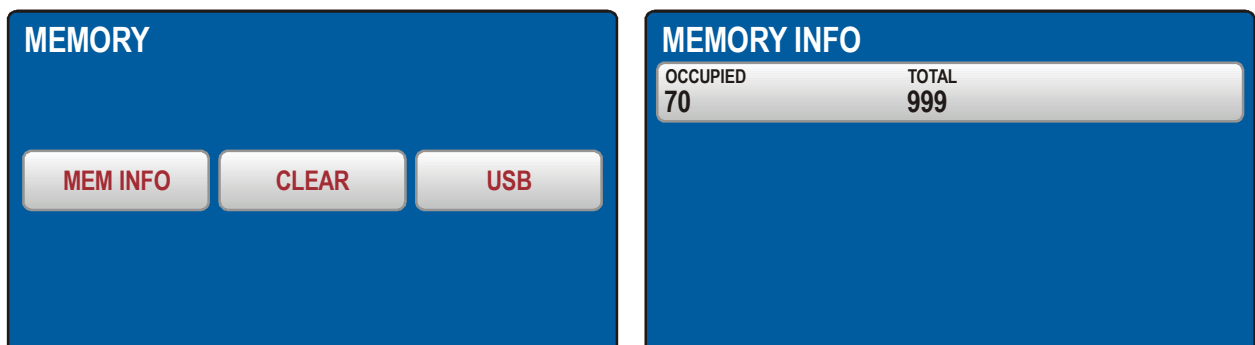 MEMORY
MEM INFO CLEAR USB
MEMORY INFO
OCCUPIED TOTAL
70 999